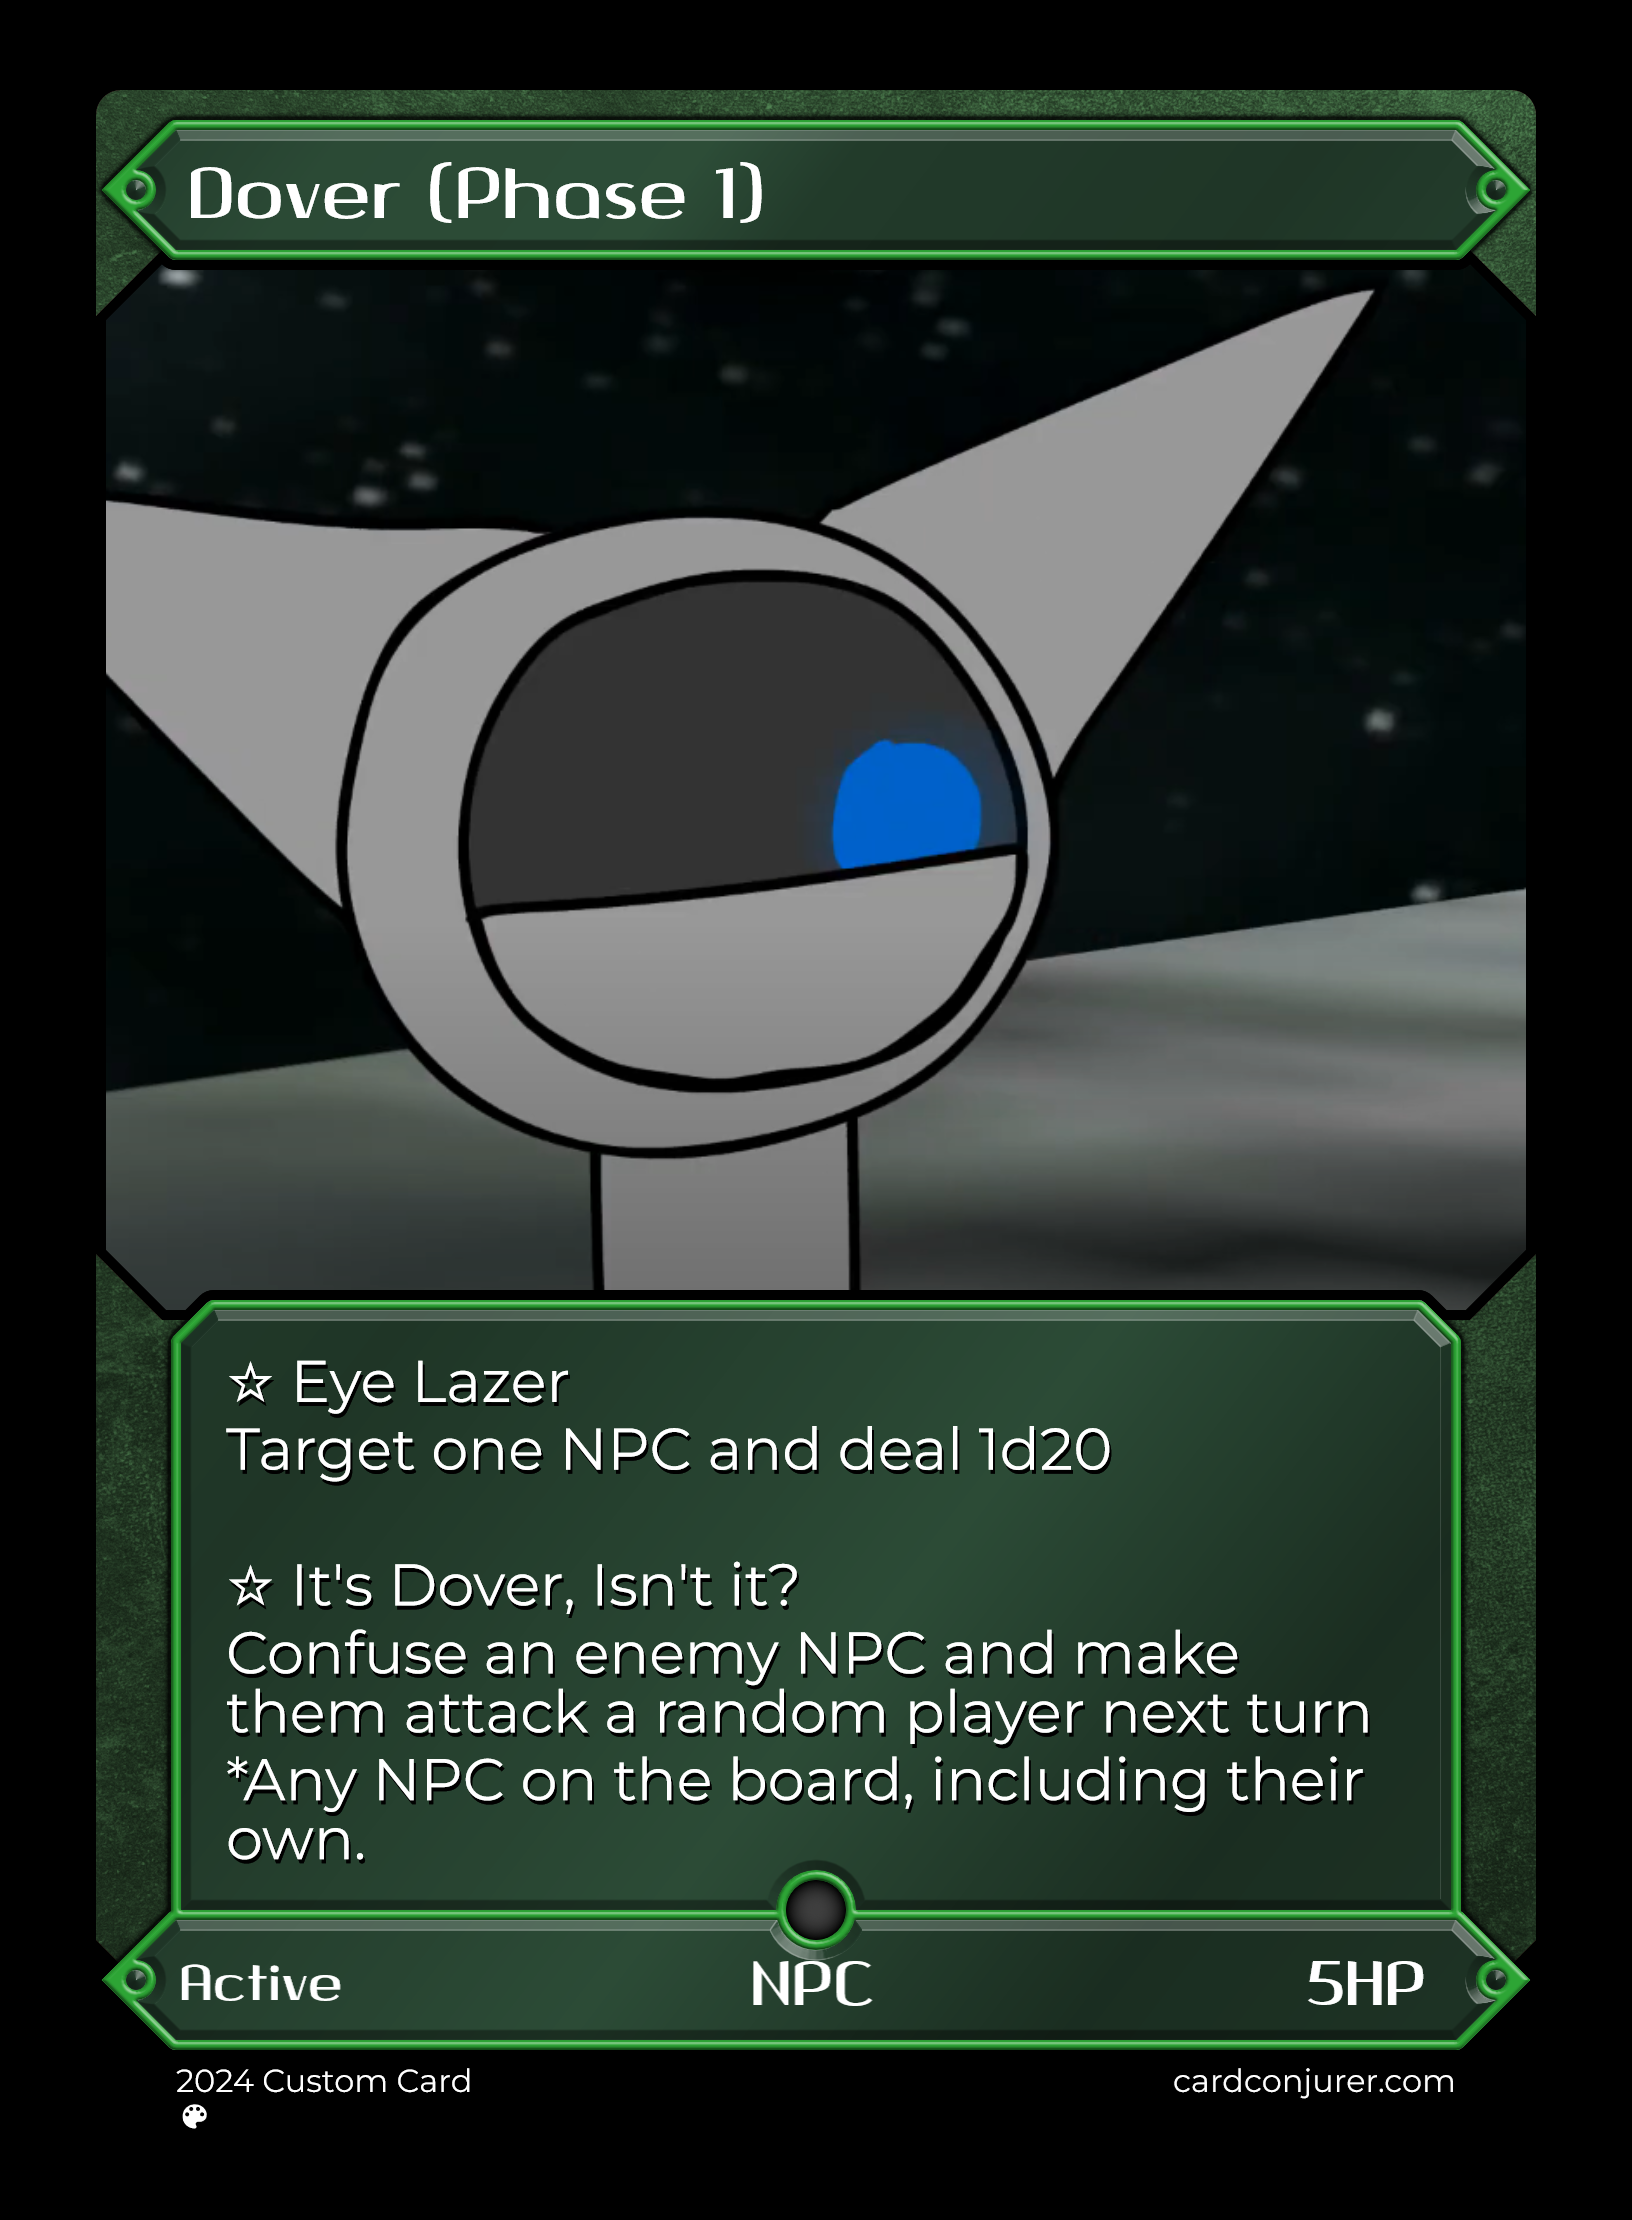 Dover (Phase 1)
☆ Eye Lazer
Target one NPC and deal 1d20
☆ It's Dover, Isn't it?
Confuse an enemy NPC and make
them attack a random player next turn
*Any NPC on the board, including their
own.
Active NPC 5HP
2024 Custom Card cardconjurer.com